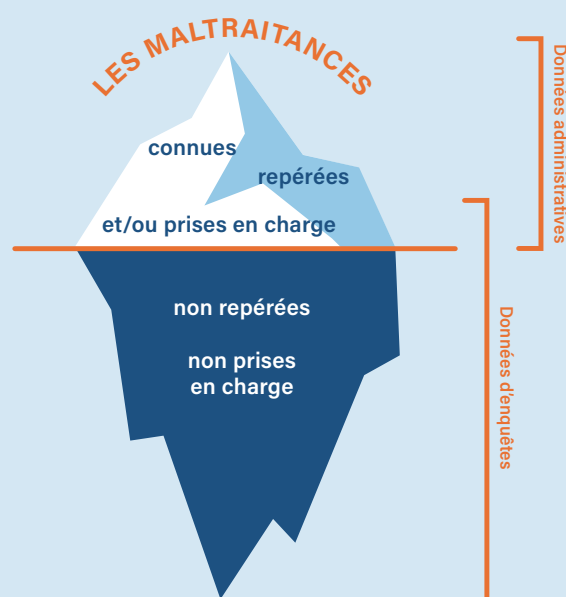 LES MALTRAITANCES
connues
repérées
et/ou prises en charge
non repérées
non prises
en charge
Données administratives
Données d'enquêtes